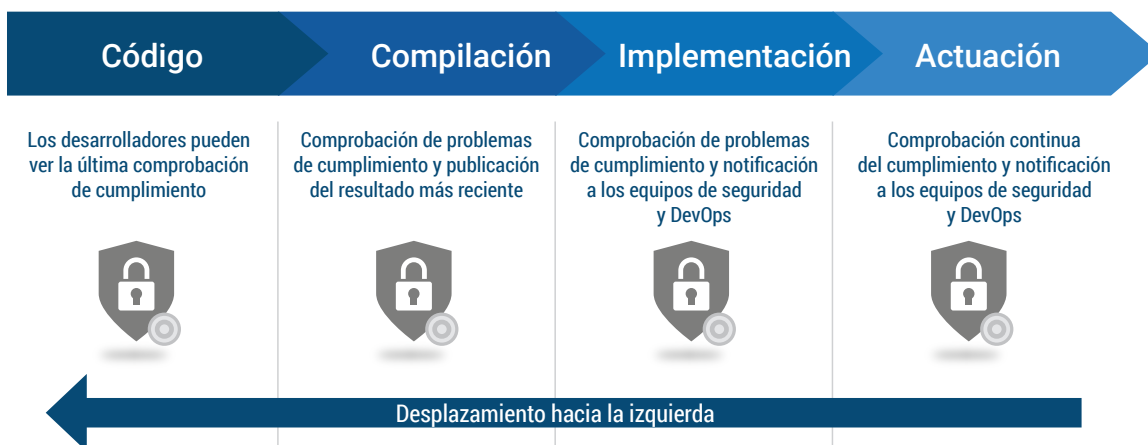 Código
Compilación
Implementación
Actuación
Los desarrolladores pueden
ver la última comprobación
de cumplimiento
Comprobación de problemas
de cumplimiento y publicación
del resultado más reciente
Comprobación de problemas
de cumplimiento y notificación
a los equipos de seguridad
y DevOps
Comprobación continua
del cumplimiento y notificación
a los equipos de seguridad
y DevOps
Desplazamiento hacia la izquierda